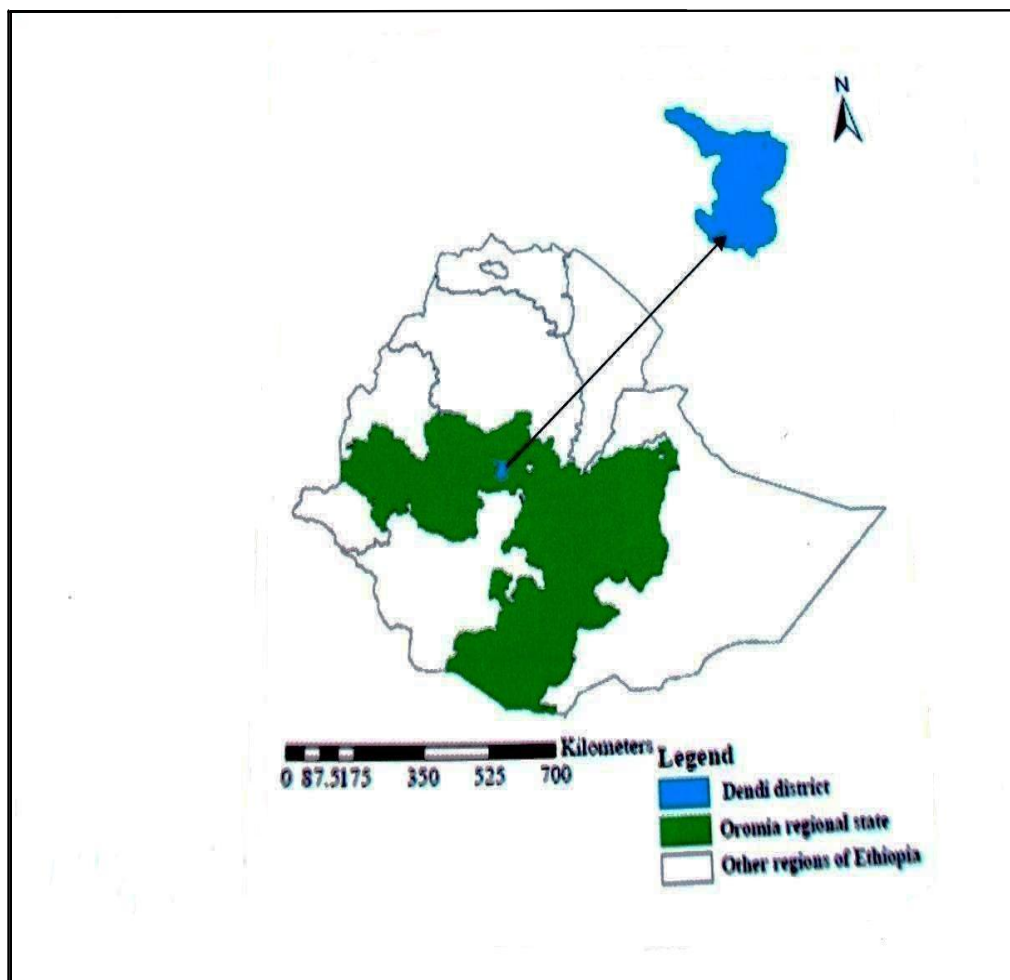 N
Kilometers
0 87.5175 350 525 700
Legend
Dendi district
Oromia regional state
Other regions of Ethiopia